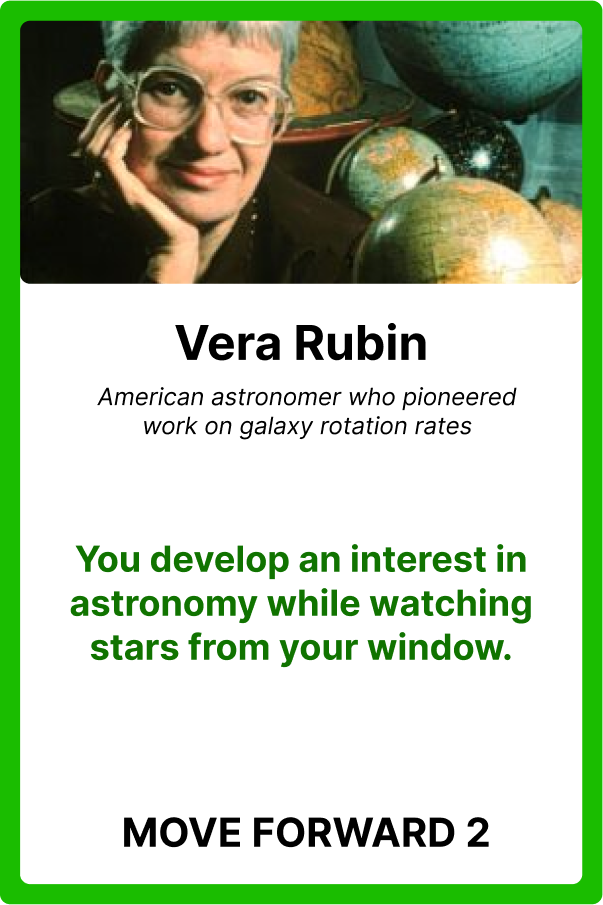 Vera Rubin
American astronomer who pioneered
work on galaxy rotation rates
You develop an interest in
astronomy while watching
stars from your window.
MOVE FORWARD 2